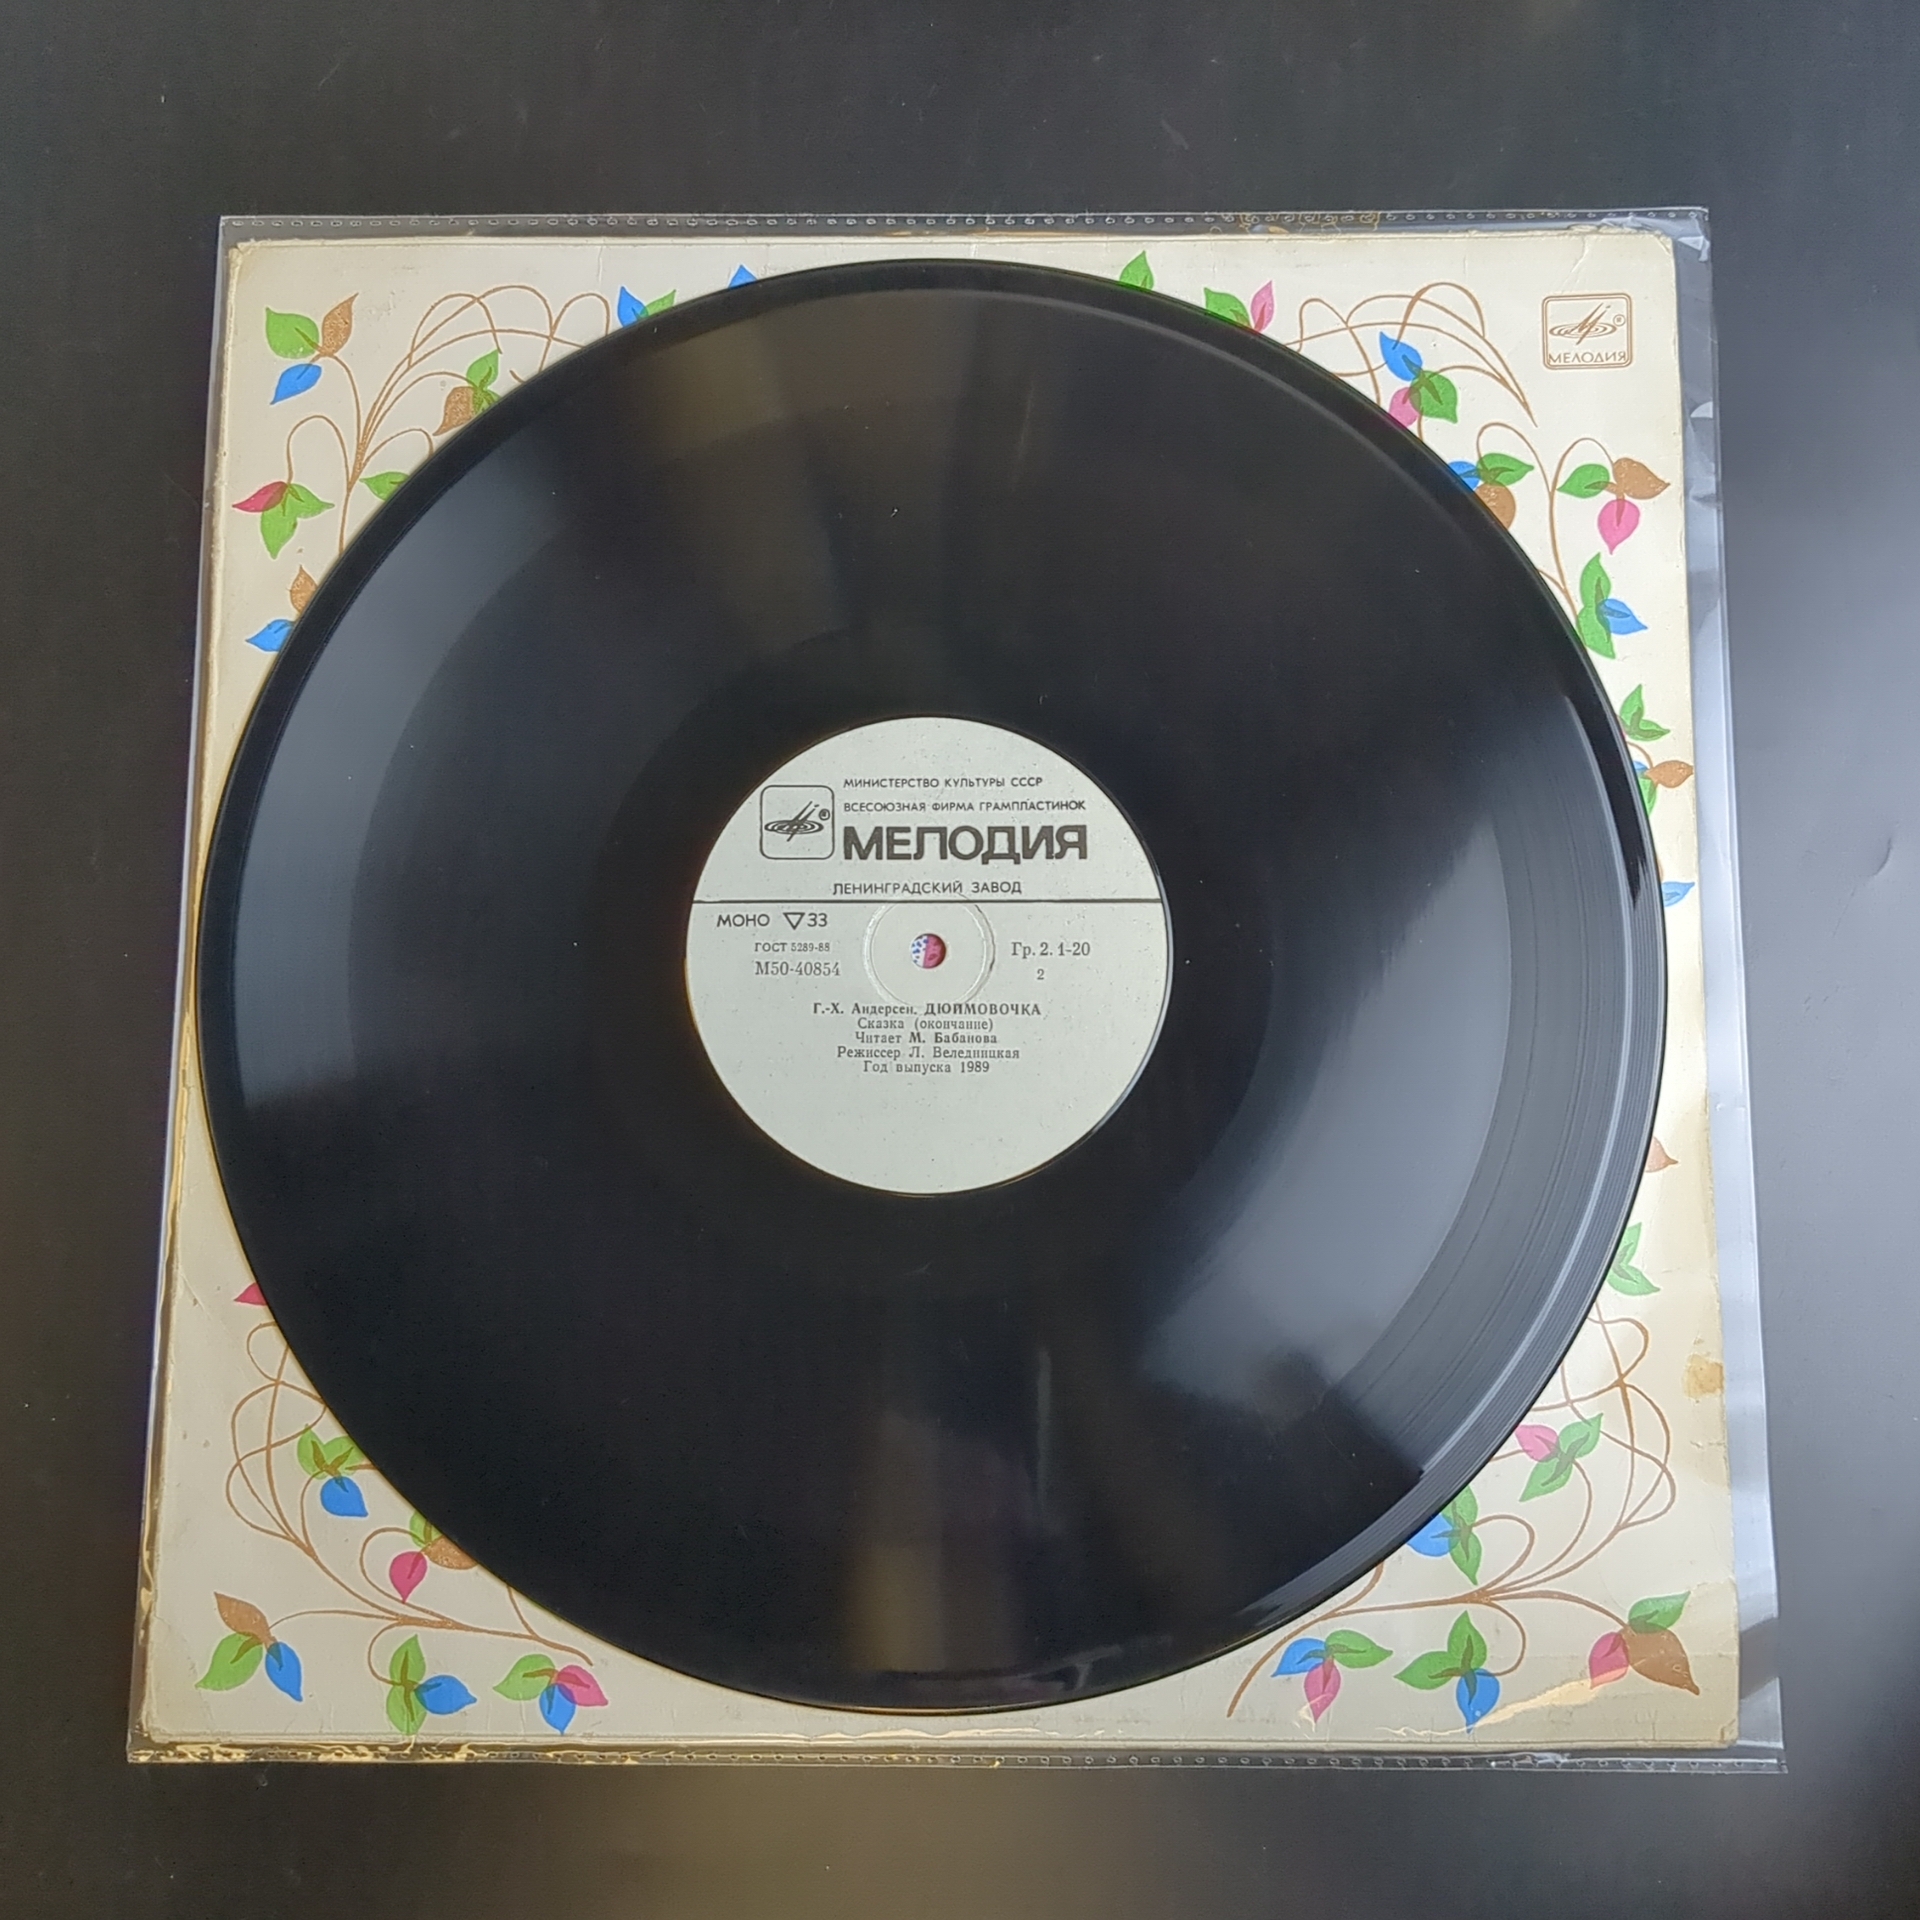 МЕЛОДИЯ
МИНИСТЕРСТВО КУЛЬТУРЫ СССР
ВСЕСОЮЗНАЯ ФИРМА ГРАМПЛАСТИНОК
МЕЛОДИЯ
ЛЕНИНГРАДСКИЙ ЗАВОД
МОНО ▽33
ГОСТ 5289-88
М50-40854
Гр. 2. 1-20
2
Г.-Х. Андерсен. ДЮЙМОВОЧКА
Сказка (окончание)
Читает М. Бабанова
Режиссер Л. Веледницкая
Год выпуска 1989